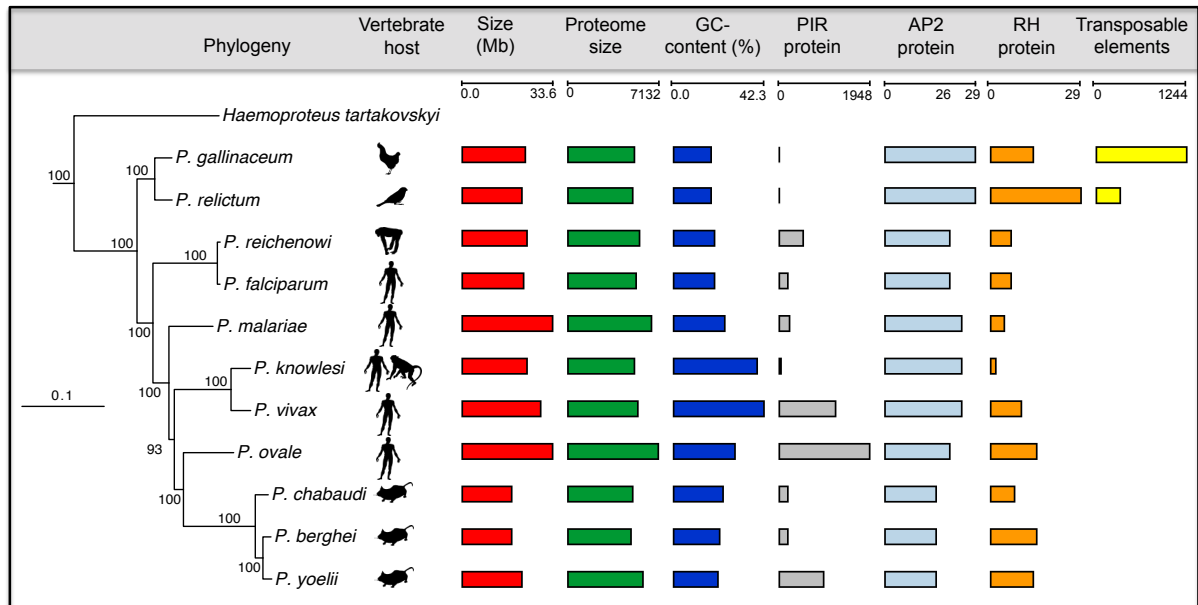 Phylogeny
Vertebrate host
Size (Mb)
Proteome size
GC-content (%)
PIR protein
AP2 protein
RH protein
Transposable elements
0.0 33.6
0 7132
0.0 42.3
0 1948
0 26 29
0 29
0 1244
Haemoproteus tartakovskyi
100
P. gallinaceum
100
P. relictum
100
P. reichenowi
100
P. falciparum
100
P. malariae
100
P. knowlesi
100
P. vivax
0.1
93
P. ovale
100
P. chabaudi
100
P. berghei
100
P. yoelii